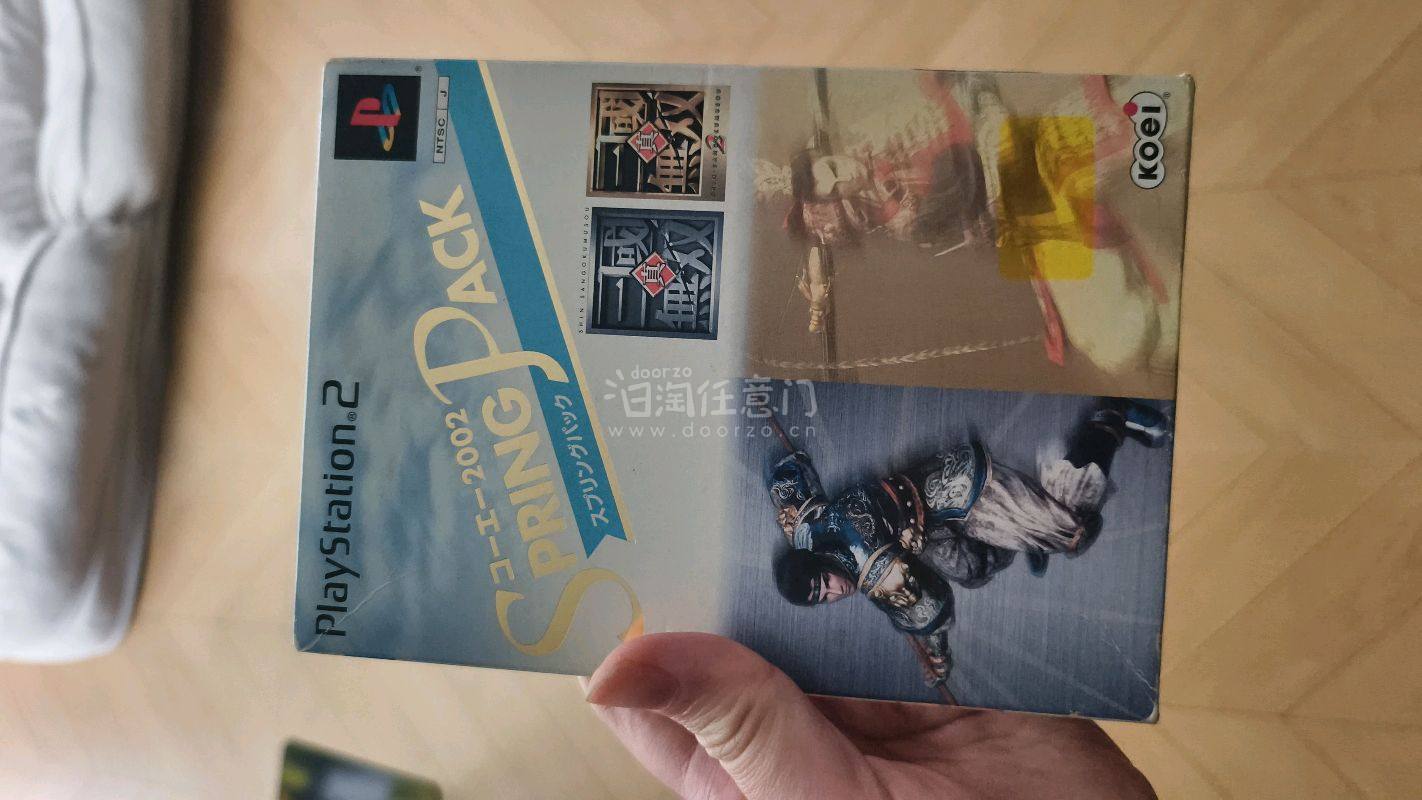 PlayStation®2
NTSC J
コーエー2002
SPRING PACK
スプリングパック
真
三國無双2
SHIN SANGOKUMUSOU
真
三國無双
KOEI®
doorzo
汩淘任意门
www.doorzo.cn